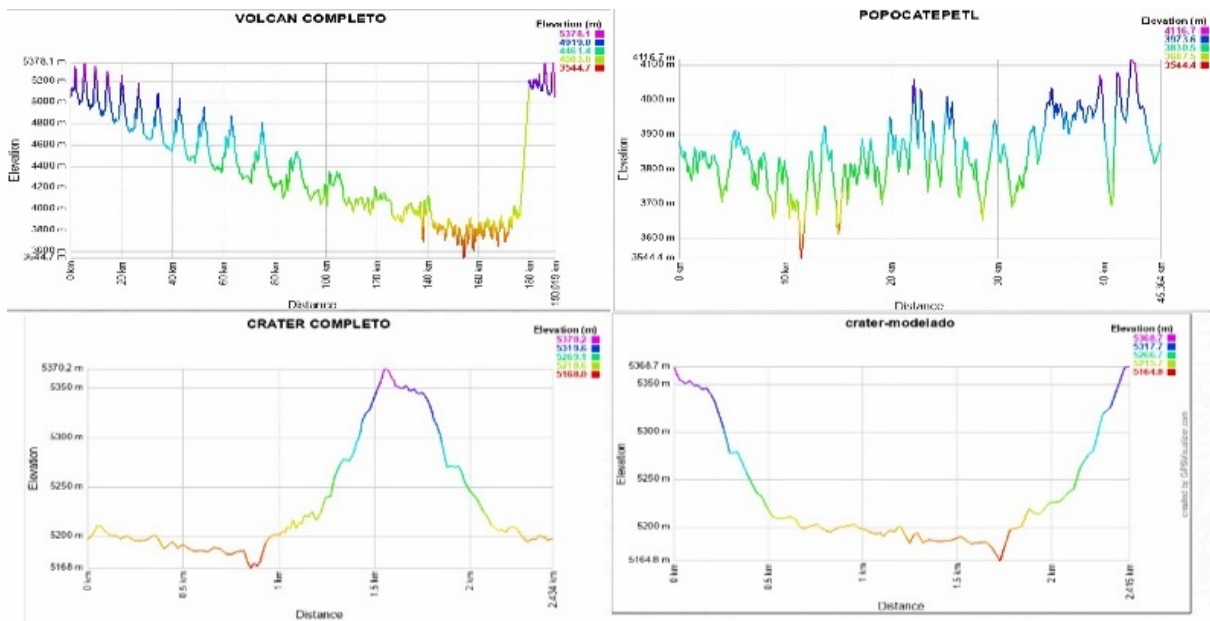 VOLCAN COMPLETO
Elevation (m)
5378.1
4919.8
4461.4
4003.0
3544.7
5378.1 m
5200 m
5000 m
4800 m
4600 m
4400 m
4200 m
4000 m
3800 m
3600 m
3544.7 m
Elevation
0 km
20 km
40 km
60 km
80 km
100 km
120 km
140 km
160 km
180 km
Distance
POPOCATEPETL
Elevation (m)
4116.7
3973.6
3830.5
3687.5
3544.4
4116.7 m
4100 m
4000 m
3900 m
3800 m
3700 m
3600 m
3544.4 m
Elevation
0 km
10 km
20 km
30 km
40 km
45.364 km
Distance
CRATER COMPLETO
Elevation (m)
5370.2
5319.6
5269.1
5218.6
5168.0
5370.2 m
5350 m
5300 m
5250 m
5200 m
5168 m
Elevation
0 km
0.5 km
1 km
1.5 km
2 km
2.434 km
Distance
crater-modelado
Elevation (m)
5368.7
5317.7
5266.7
5215.7
5164.8
5368.7 m
5350 m
5300 m
5250 m
5200 m
5164.8 m
Elevation
0 km
0.5 km
1 km
1.5 km
2 km
2.415 km
Distance
created by GPSVisualizer.com